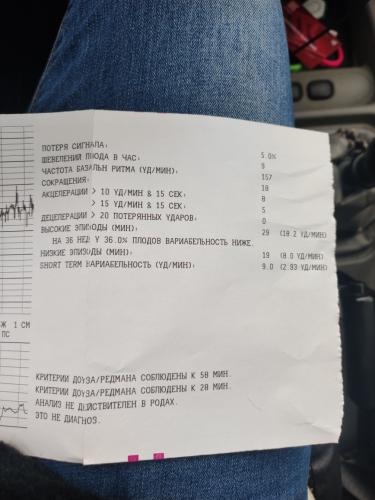 ПОТЕРЯ СИГНАЛА: 5.0%
ШЕВЕЛЕНИЙ ПЛОДА В ЧАС: 9
ЧАСТОТА БАЗАЛЬН РИТМА (УД/МИН): 157
СОКРАЩЕНИЯ: 18
АКЦЕЛЕРАЦИИ > 10 УД/МИН & 15 СЕК: 8
> 15 УД/МИН & 15 СЕК: 5
ДЕЦЕЛЕРАЦИИ > 20 ПОТЕРЯННЫХ УДАРОВ: 0
ВЫСОКИЕ ЭПИЗОДЫ (МИН): 29 (18.2 УД/МИН)
НА 36 НЕД У 36.0% ПЛОДОВ ВАРИАБЕЛЬНОСТЬ НИЖЕ.
НИЗКИЕ ЭПИЗОДЫ (МИН): 19 (8.0 УД/МИН)
SHORT TERM ВАРИАБЕЛЬНОСТЬ (УД/МИН): 9.0 (2.93 УД/МИН)
1 СМ
ПС
КРИТЕРИИ ДОУЗА/РЕДМАНА СОБЛЮДЕНЫ К 50 МИН.
КРИТЕРИИ ДОУЗА/РЕДМАНА СОБЛЮДЕНЫ К 20 МИН.
АНАЛИЗ НЕ ДЕЙСТВИТЕЛЕН В РОДАХ.
ЭТО НЕ ДИАГНОЗ.